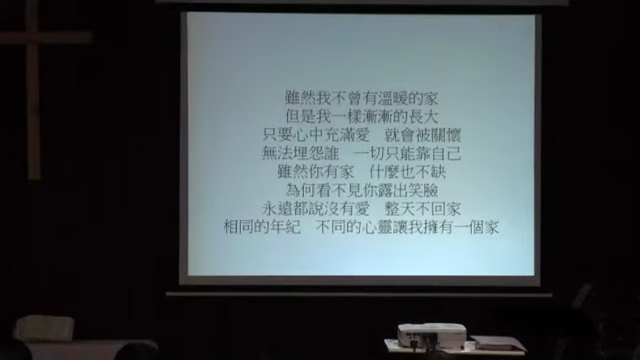 雖然我不曾有溫暖的家
但是我一樣漸漸的長大
只要心中充滿愛　就會被關懷
無法埋怨誰　一切只能靠自己
雖然你有家　什麼也不缺
為何看不見你露出笑臉
永遠都說沒有愛　整天不回家
相同的年紀　不同的心靈讓我擁有一個家